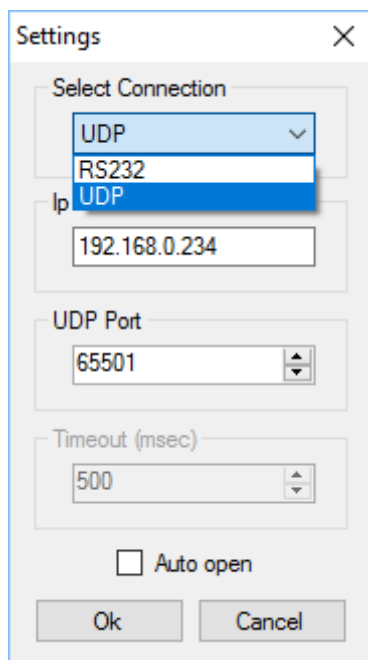 Settings
Select Connection
UDP
RS232
UDP
Ip
192.168.0.234
UDP Port
65501
Timeout (msec)
500
Auto open
Ok
Cancel